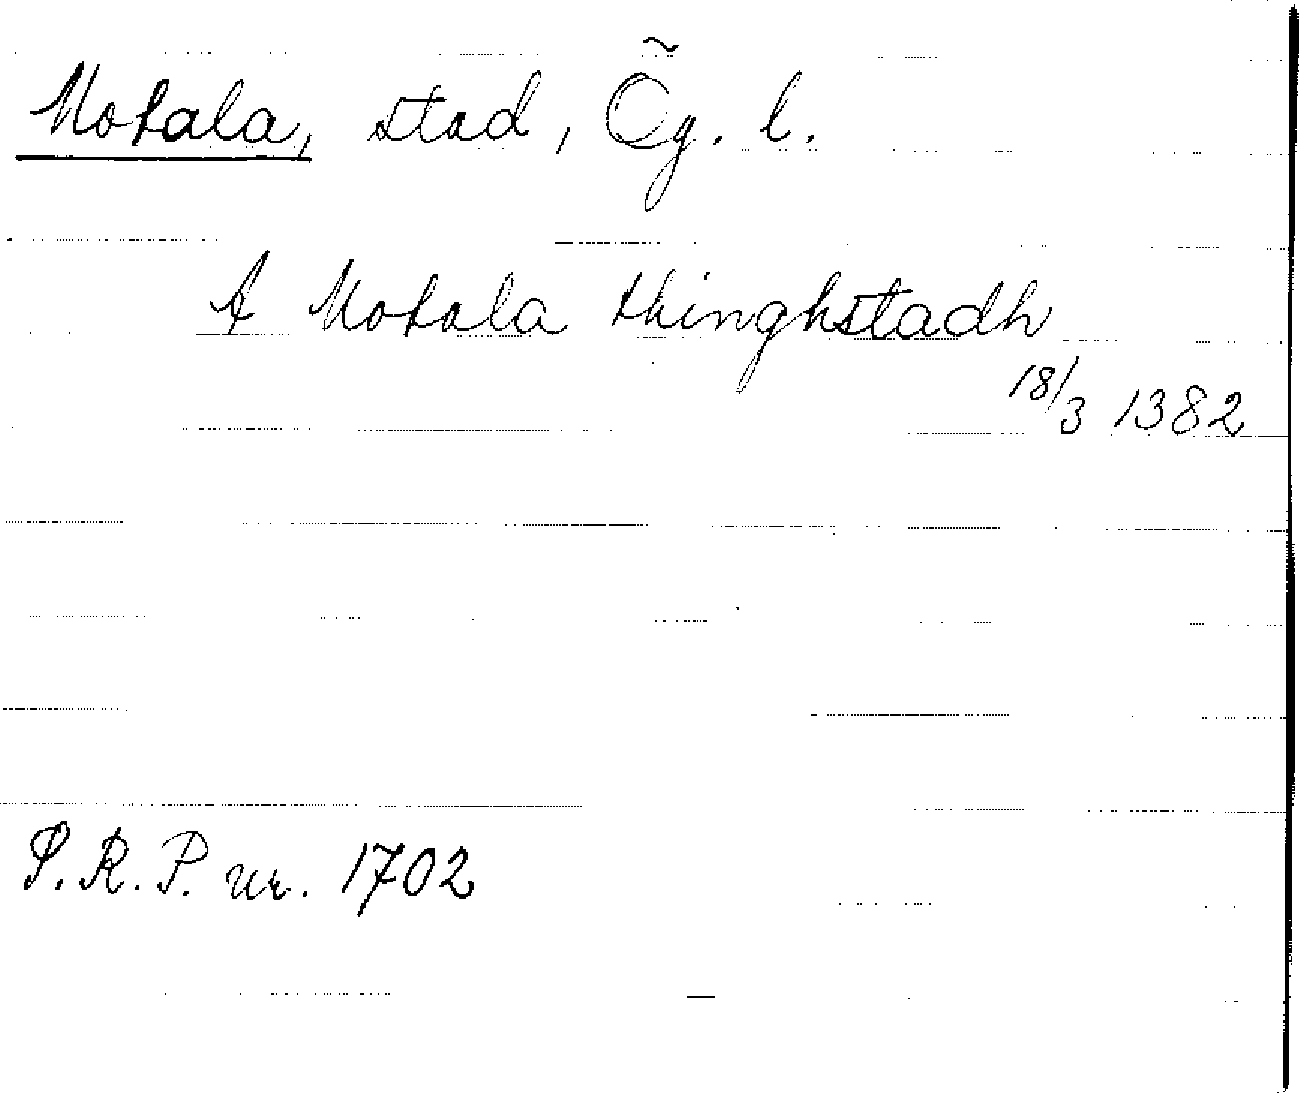 Motala, stad, Ög. l.
A Motala thinghstadh
18/3 1382
S.R.P. nr. 1702